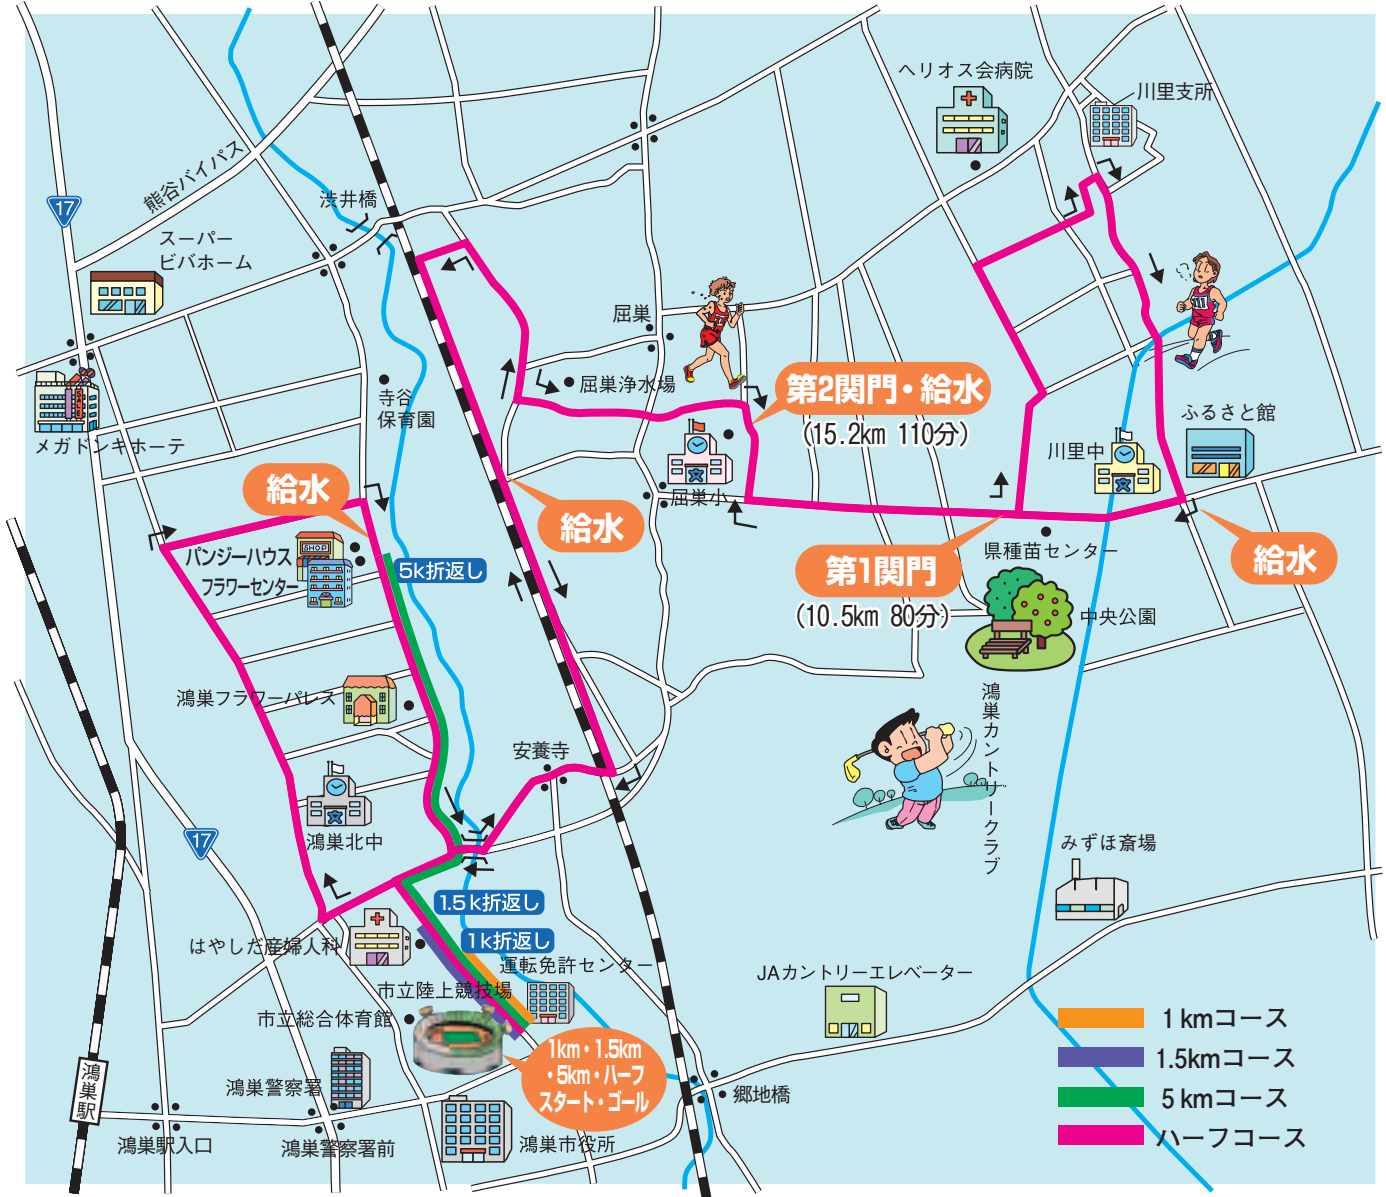 ヘリオス会病院
川里支所
熊谷バイパス
渋井橋
17
スーパー
ビバホーム
屈巣
寺谷
保育園
屈巣浄水場
第2関門・給水
(15.2km 110分)
ふるさと館
メガドンキホーテ
川里中
給水
屈巣小
給水
パンジーハウス
SHOP
フラワーセンター
5k折返し
県種苗センター
給水
第1関門
(10.5km 80分)
中央公園
鴻巣フラワーパレス
鴻巣カントリークラブ
安養寺
17
鴻巣北中
みずほ斎場
1.5k折返し
1k折返し
はやしだ産婦人科
運転免許センター
市立陸上競技場
JAカントリーエレベーター
市立総合体育館
1km・1.5km
・5km・ハーフ
スタート・ゴール
1kmコース
1.5kmコース
5kmコース
ハーフコース
鴻巣駅
鴻巣警察署
郷地橋
鴻巣駅入口
鴻巣警察署前
鴻巣市役所